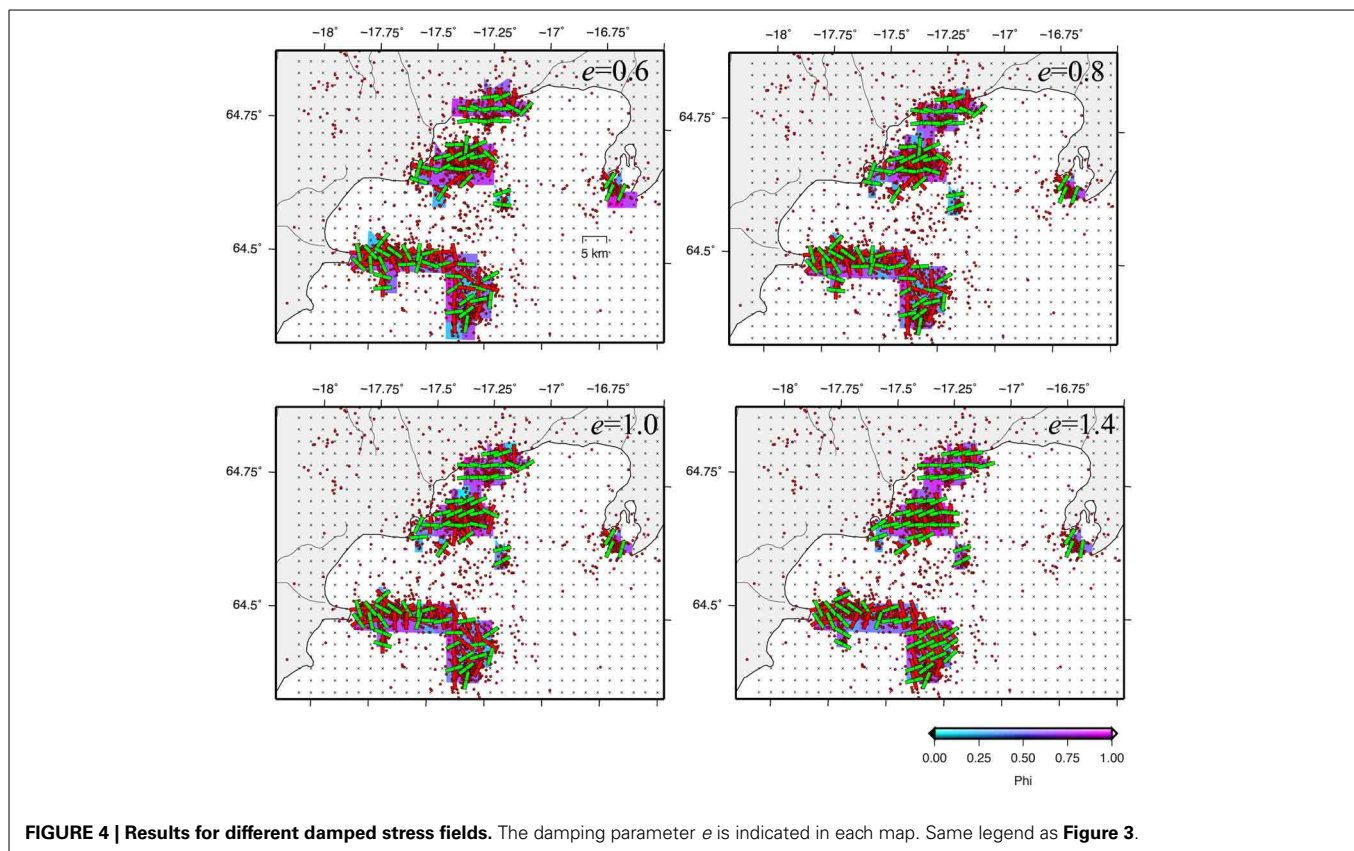 −18° −17.75° −17.5° −17.25° −17° −16.75°
−18° −17.75° −17.5° −17.25° −17° −16.75°
e=0.6
e=0.8
64.75°
64.75°
64.5°
64.5°
5 km
−18° −17.75° −17.5° −17.25° −17° −16.75°
−18° −17.75° −17.5° −17.25° −17° −16.75°
e=1.0
e=1.4
64.75°
64.75°
64.5°
64.5°
0.00 0.25 0.50 0.75 1.00
Phi
FIGURE 4 | Results for different damped stress fields. The damping parameter e is indicated in each map. Same legend as Figure 3.